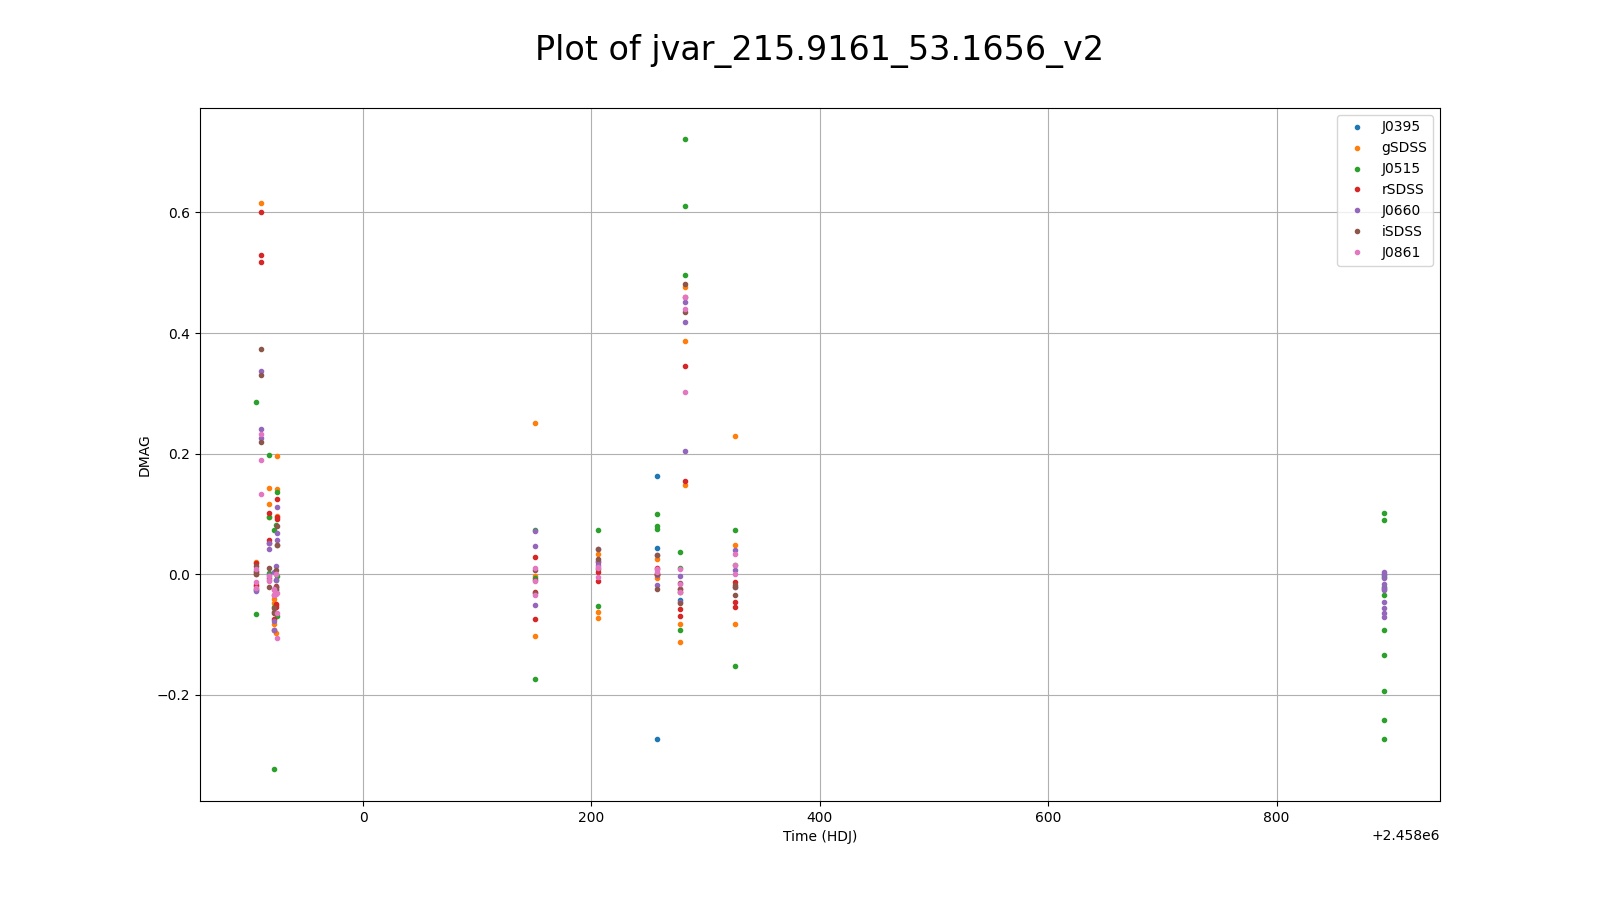 Plot of jvar_215.9161_53.1656_v2
J0395
gSDSS
J0515
rSDSS
J0660
iSDSS
J0861
DMAG
0.6
0.4
0.2
0.0
−0.2
0 200 400 600 800
Time (HDJ)
+2.458e6